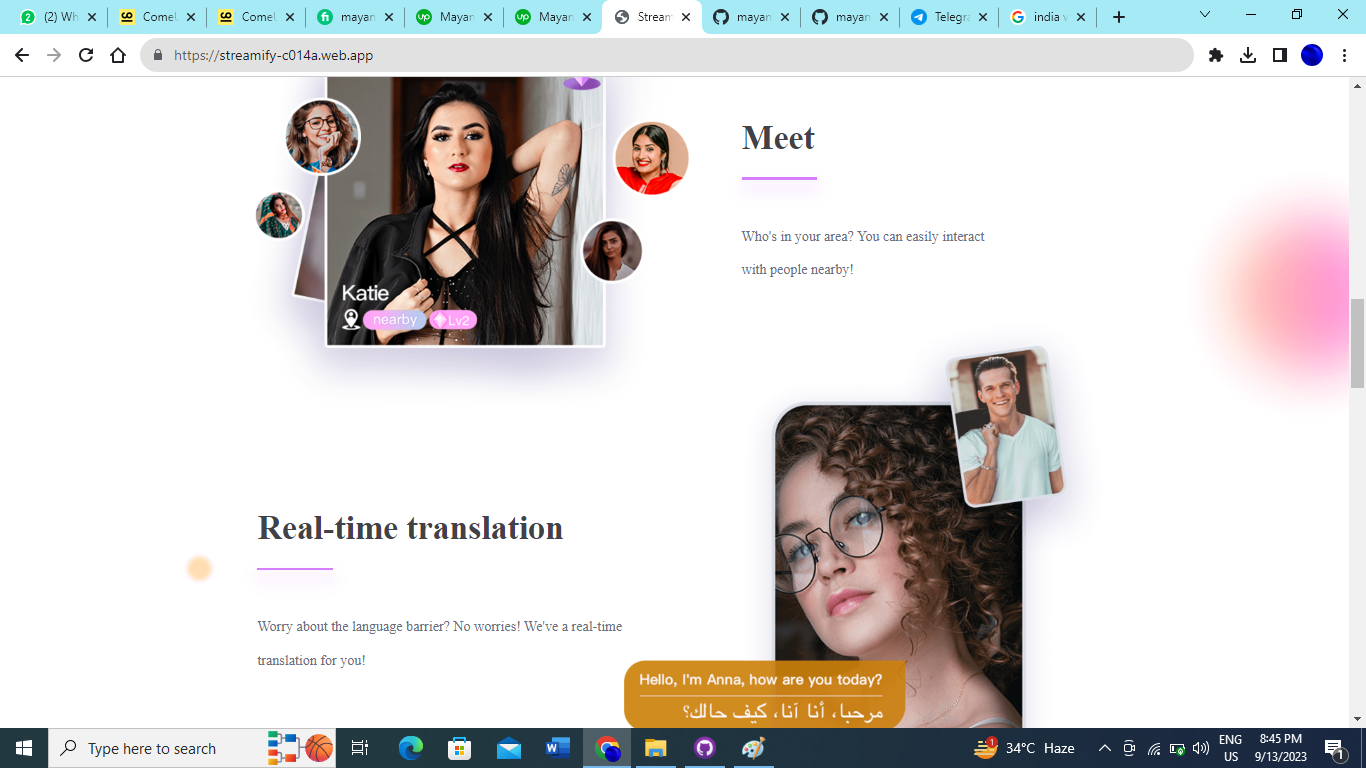 (2) Wh
ComeU
ComeU
mayan
Mayan
Mayan
Stream
mayan
mayan
Telegra
india v
https://streamify-c014a.web.app
Meet
Who's in your area? You can easily interact
with people nearby!
Katie
nearby
Lv2
Real-time translation
Worry about the language barrier? No worries! We've a real-time
translation for you!
Hello, I'm Anna, how are you today?
مرحبا، أنا آنا، كيف حالك؟
Type here to search
34°C Haze
ENG
US
8:45 PM
9/13/2023
1